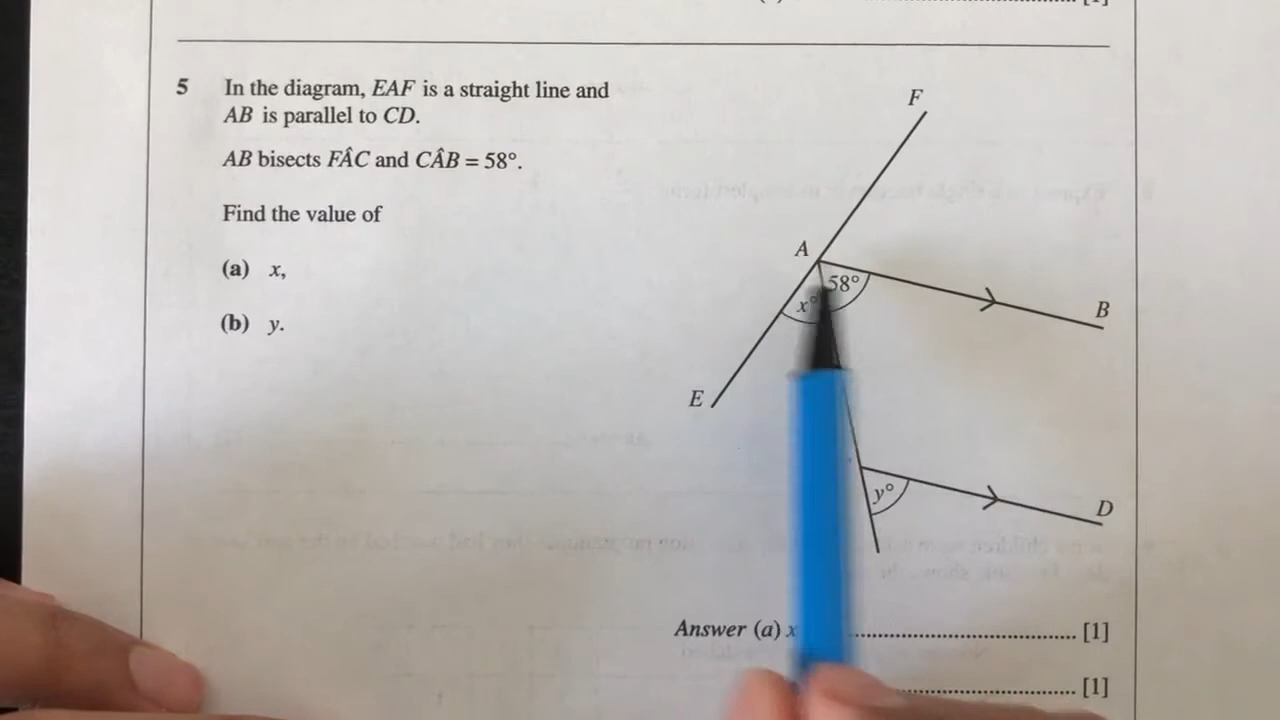 [1]
5 In the diagram, EAF is a straight line and
AB is parallel to CD.
AB bisects FÂC and CÂB = 58°.
Find the value of
(a) x,
(b) y.
F
A
58°
x°
B
E
y°
D
Answer (a) x ........................................ [1]
........................................ [1]